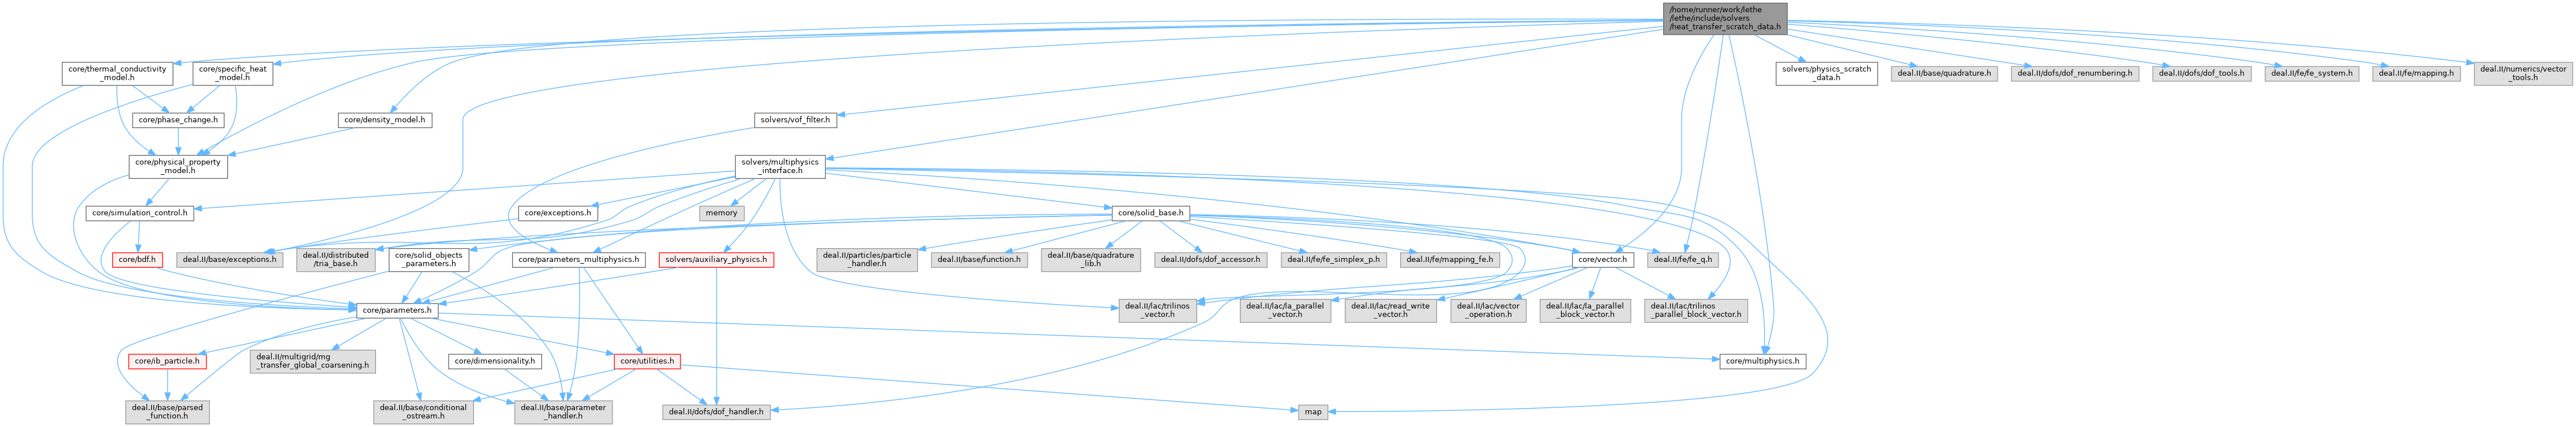 /home/runner/work/lethe
/lethe/include/solvers
/heat_transfer_scratch_data.h
core/thermal_conductivity
_model.h
core/specific_heat
_model.h
solvers/physics_scratch
_data.h
deal.II/base/quadrature.h
deal.II/dofs/dof_renumbering.h
deal.II/dofs/dof_tools.h
deal.II/fe/fe_system.h
deal.II/fe/mapping.h
deal.II/numerics/vector
_tools.h
core/phase_change.h
core/density_model.h
solvers/vof_filter.h
core/physical_property
_model.h
solvers/multiphysics
_interface.h
core/simulation_control.h
core/exceptions.h
memory
core/solid_base.h
core/bdf.h
deal.II/base/exceptions.h
deal.II/distributed
/tria_base.h
core/solid_objects
_parameters.h
core/parameters_multiphysics.h
solvers/auxiliary_physics.h
deal.II/particles/particle
_handler.h
deal.II/base/function.h
deal.II/base/quadrature
_lib.h
deal.II/dofs/dof_accessor.h
deal.II/fe/fe_simplex_p.h
deal.II/fe/mapping_fe.h
core/vector.h
deal.II/fe/fe_q.h
core/parameters.h
deal.II/lac/trilinos
_vector.h
deal.II/lac/la_parallel
_vector.h
deal.II/lac/read_write
_vector.h
deal.II/lac/vector
_operation.h
deal.II/lac/la_parallel
_block_vector.h
deal.II/lac/trilinos
_parallel_block_vector.h
core/ib_particle.h
deal.II/multigrid/mg
_transfer_global_coarsening.h
core/dimensionality.h
core/utilities.h
core/multiphysics.h
deal.II/base/parsed
_function.h
deal.II/base/conditional
_ostream.h
deal.II/base/parameter
_handler.h
deal.II/dofs/dof_handler.h
map